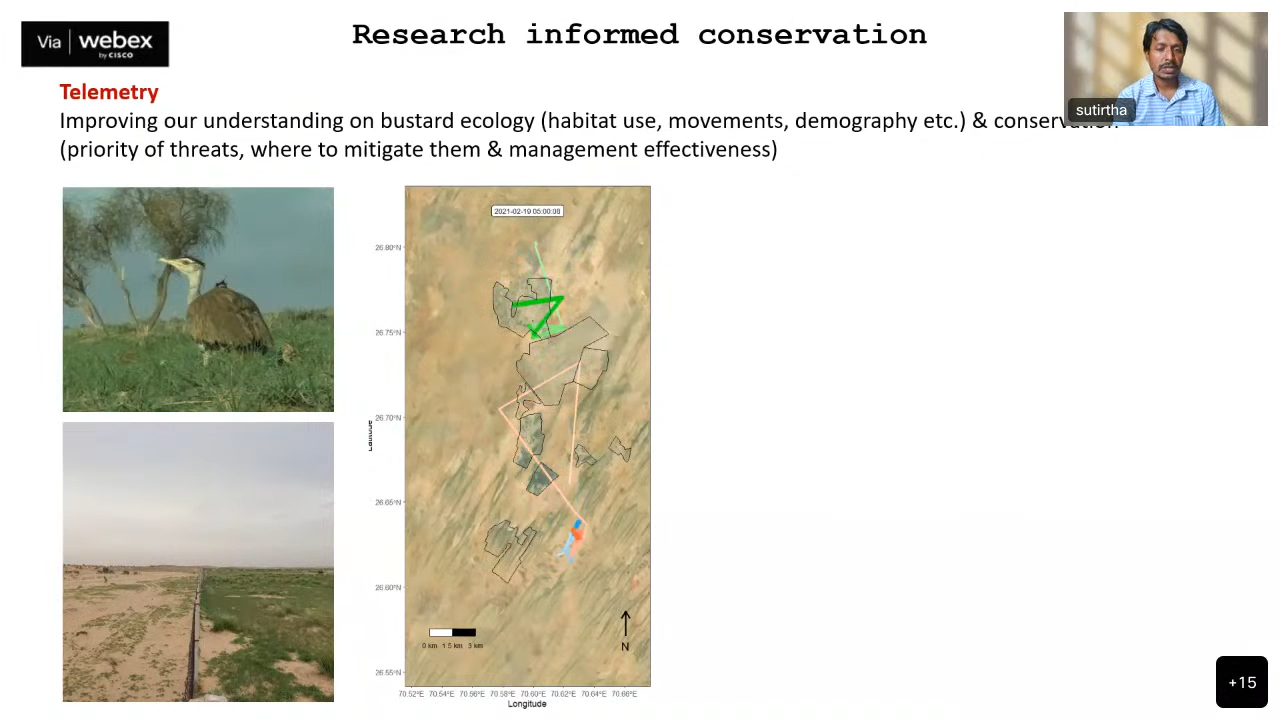 Via | webex
by CISCO
Research informed conservation
sutirtha
Telemetry
Improving our understanding on bustard ecology (habitat use, movements, demography etc.) & conservation
(priority of threats, where to mitigate them & management effectiveness)
2021-02-19 05:00:08
26.80°N
26.75°N
26.70°N
Latitude
26.65°N
26.60°N
26.55°N
0 km 1.5 km 3 km
N
70.52°E 70.54°E 70.56°E 70.58°E 70.60°E 70.62°E 70.64°E 70.66°E
Longitude
+15